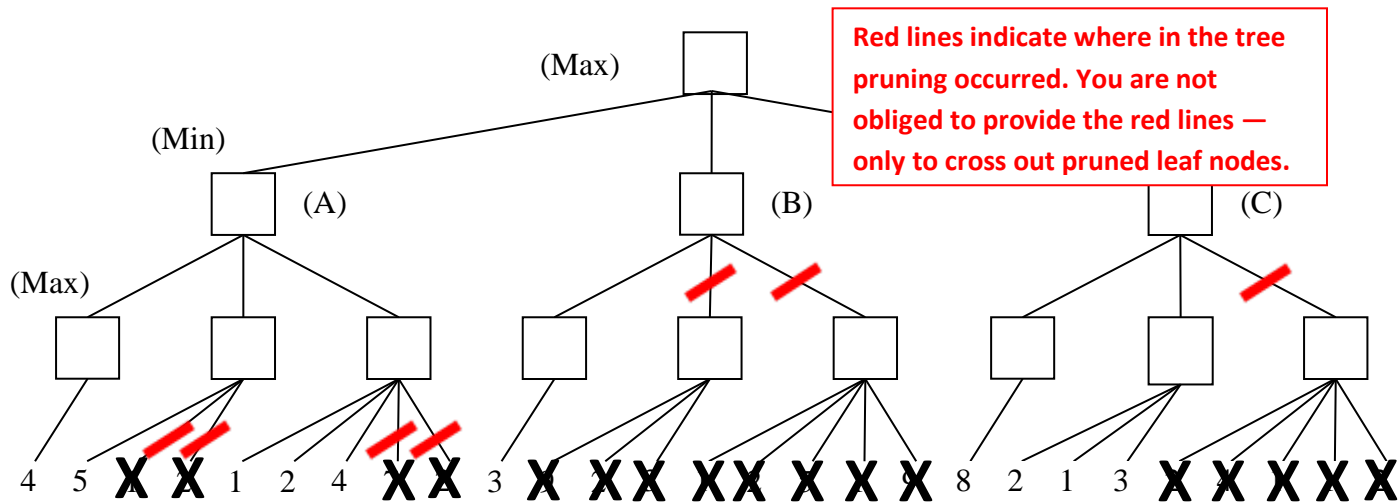 (Max)
Red lines indicate where in the tree
pruning occurred. You are not
obliged to provide the red lines —
only to cross out pruned leaf nodes.
(Min)
(A) (B) (C)
(Max)
4 5 X X 1 2 4 X X 3 X X X X X X X X 8 2 1 3 X X X X X